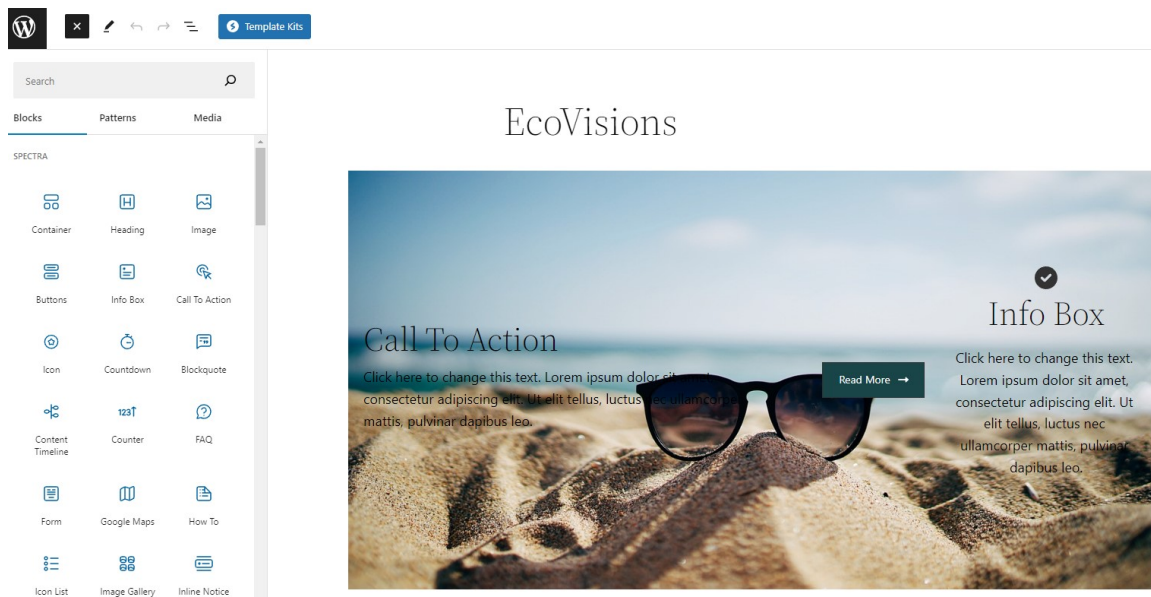 Template Kits
Search
Blocks Patterns Media
SPECTRA
Container Heading Image
Buttons Info Box Call To Action
Icon Countdown Blockquote
123
Content Timeline Counter FAQ
Form Google Maps How To
Icon List Image Gallery Inline Notice
EcoVisions
Call To Action
Click here to change this text. Lorem ipsum dolor sit amet,
consectetur adipiscing elit. Ut elit tellus, luctus nec ullamcorper
mattis, pulvinar dapibus leo.
Read More →
Info Box
Click here to change this text.
Lorem ipsum dolor sit amet,
consectetur adipiscing elit. Ut
elit tellus, luctus nec
ullamcorper mattis, pulvinar
dapibus leo.